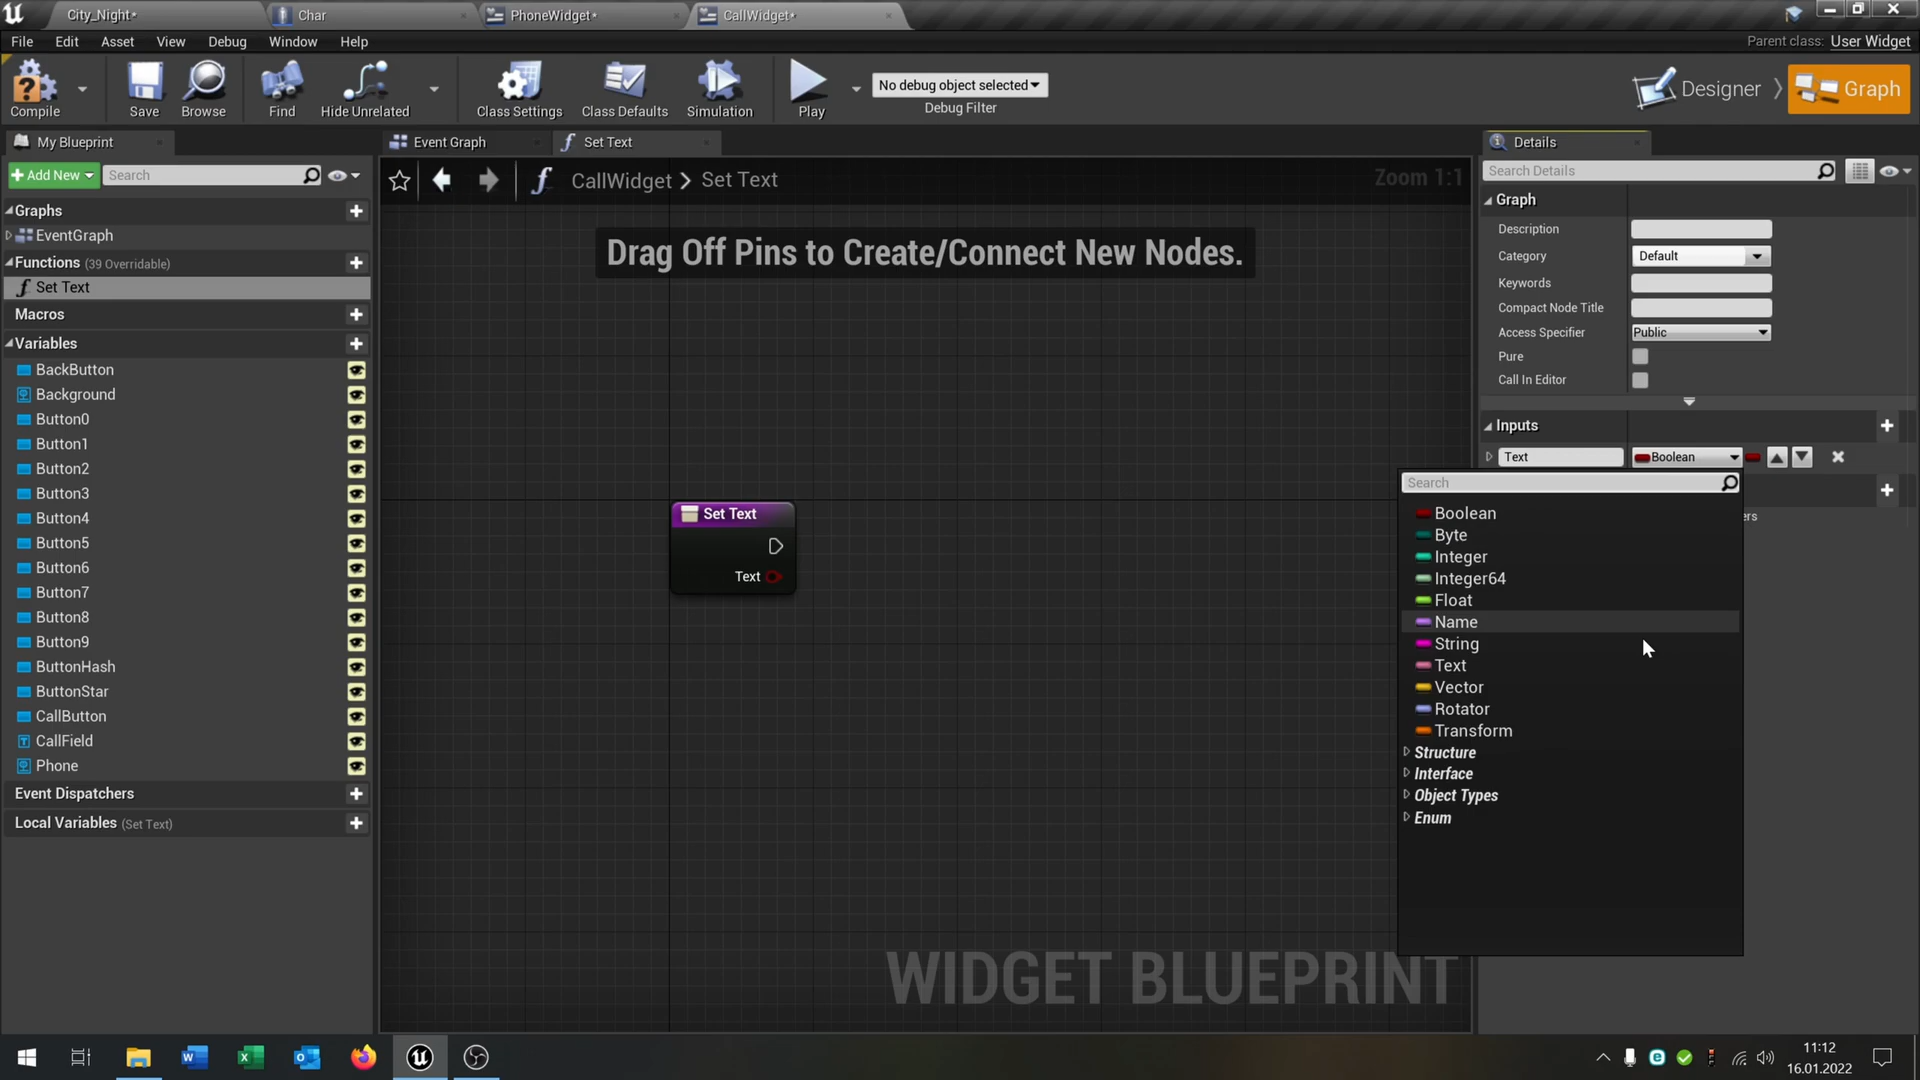 City_Night*
Char
PhoneWidget*
CallWidget*
File
Edit
Asset
View
Debug
Window
Help
Parent class: User Widget
Compile
Save
Browse
Find
Hide Unrelated
Class Settings
Class Defaults
Simulation
Play
No debug object selected
Debug Filter
Designer
Graph
My Blueprint
Event Graph
Set Text
Details
Add New
Search
CallWidget > Set Text
Zoom 1:1
Search Details
Graphs
EventGraph
Functions (39 Overridable)
Set Text
Macros
Variables
BackButton
Background
Button0
Button1
Button2
Button3
Button4
Button5
Button6
Button7
Button8
Button9
ButtonHash
ButtonStar
CallButton
CallField
Phone
Event Dispatchers
Local Variables (Set Text)
Drag Off Pins to Create/Connect New Nodes.
Set Text
Text
WIDGET BLUEPRINT
Graph
Description
Category
Default
Keywords
Compact Node Title
Access Specifier
Public
Pure
Call In Editor
Inputs
Text
Boolean
Search
Boolean
Byte
Integer
Integer64
Float
Name
String
Text
Vector
Rotator
Transform
Structure
Interface
Object Types
Enum
11:12
16.01.2022